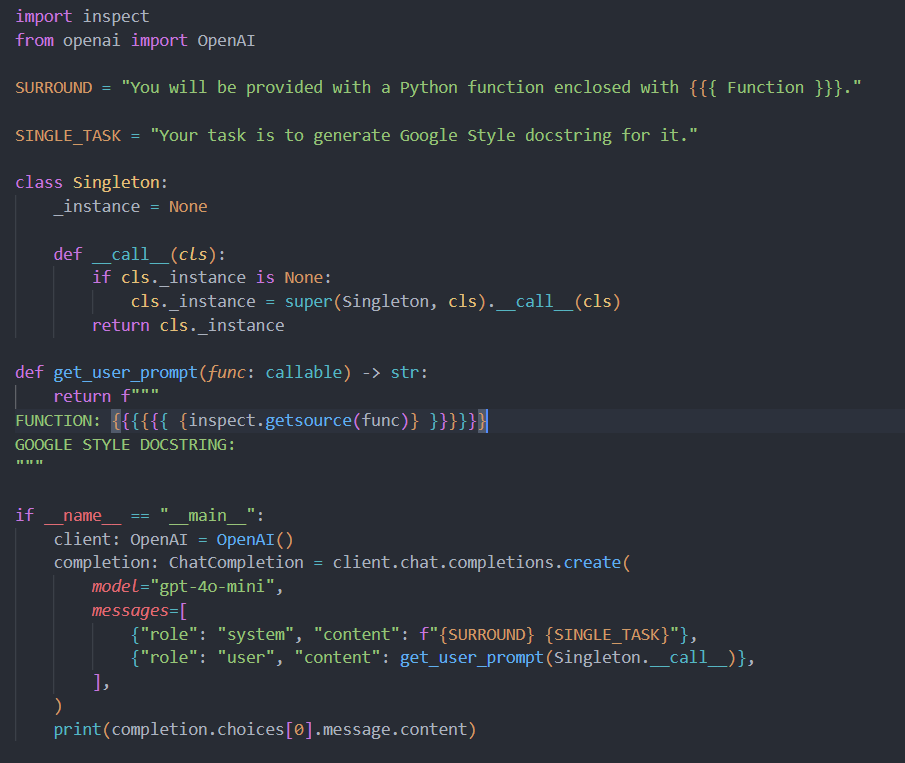 import inspect
from openai import OpenAI

SURROUND = "You will be provided with a Python function enclosed with {{{ Function }}}."

SINGLE_TASK = "Your task is to generate Google Style docstring for it."

class Singleton:
    _instance = None

    def __call__(cls):
        if cls._instance is None:
            cls._instance = super(Singleton, cls).__call__(cls)
        return cls._instance

def get_user_prompt(func: callable) -> str:
    return f"""
FUNCTION: {{{{{{ {inspect.getsource(func)} }}}}}}
GOOGLE STYLE DOCSTRING:
"""

if __name__ == "__main__":
    client: OpenAI = OpenAI()
    completion: ChatCompletion = client.chat.completions.create(
        model="gpt-4o-mini",
        messages=[
            {"role": "system", "content": f"{SURROUND} {SINGLE_TASK}"},
            {"role": "user", "content": get_user_prompt(Singleton.__call__)},
        ],
    )
    print(completion.choices[0].message.content)